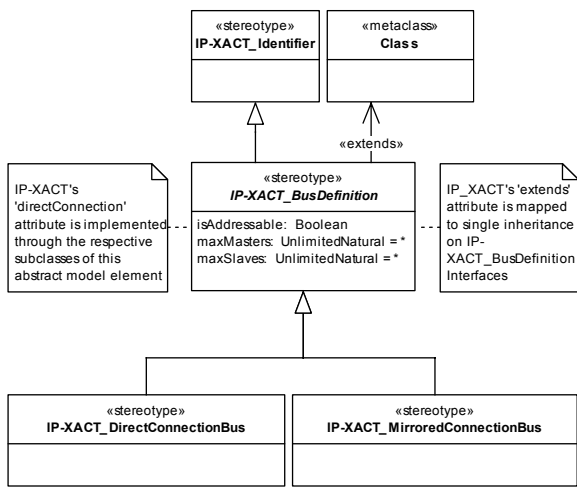 «stereotype»
IP-XACT_Identifier
«metaclass»
Class
«extends»
IP-XACT's
'directConnection'
attribute is implemented
through the respective
subclasses of this
abstract model element
«stereotype»
IP-XACT_BusDefinition
isAddressable: Boolean
maxMasters: UnlimitedNatural = *
maxSlaves: UnlimitedNatural = *
IP_XACT's 'extends'
attribute is mapped
to single inheritance
on IP-
XACT_BusDefinition
Interfaces
«stereotype»
IP-XACT_DirectConnectionBus
«stereotype»
IP-XACT_MirroredConnectionBus